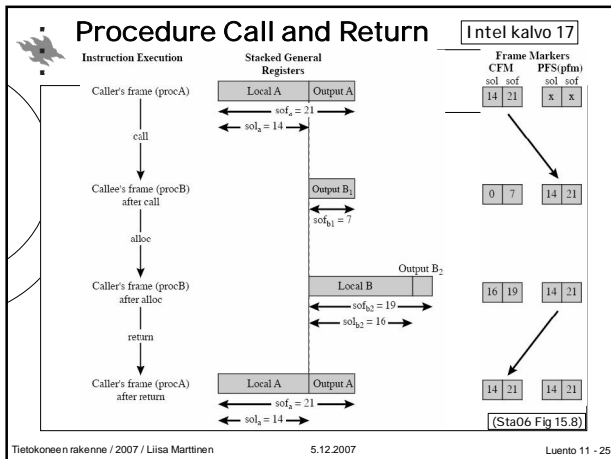 Procedure Call and Return
Intel kalvo 17
Instruction Execution
Stacked General
Registers
Frame Markers
CFM PFS(pfm)
sol sof sol sof
Caller's frame (procA)
Local A Output A
14 21 x x
sofa = 21
sola = 14
call
Callee's frame (procB)
after call
Output B1
0 7 14 21
sofb1 = 7
alloc
Output B2
Caller's frame (procB)
after alloc
Local B
16 19 14 21
sofb2 = 19
solb2 = 16
return
Caller's frame (procA)
after return
Local A Output A
14 21 14 21
sofa = 21
sola = 14
(Sta06 Fig 15.8)
Tietokoneen rakenne / 2007 / Liisa Marttinen 5.12.2007 Luento 11 - 25